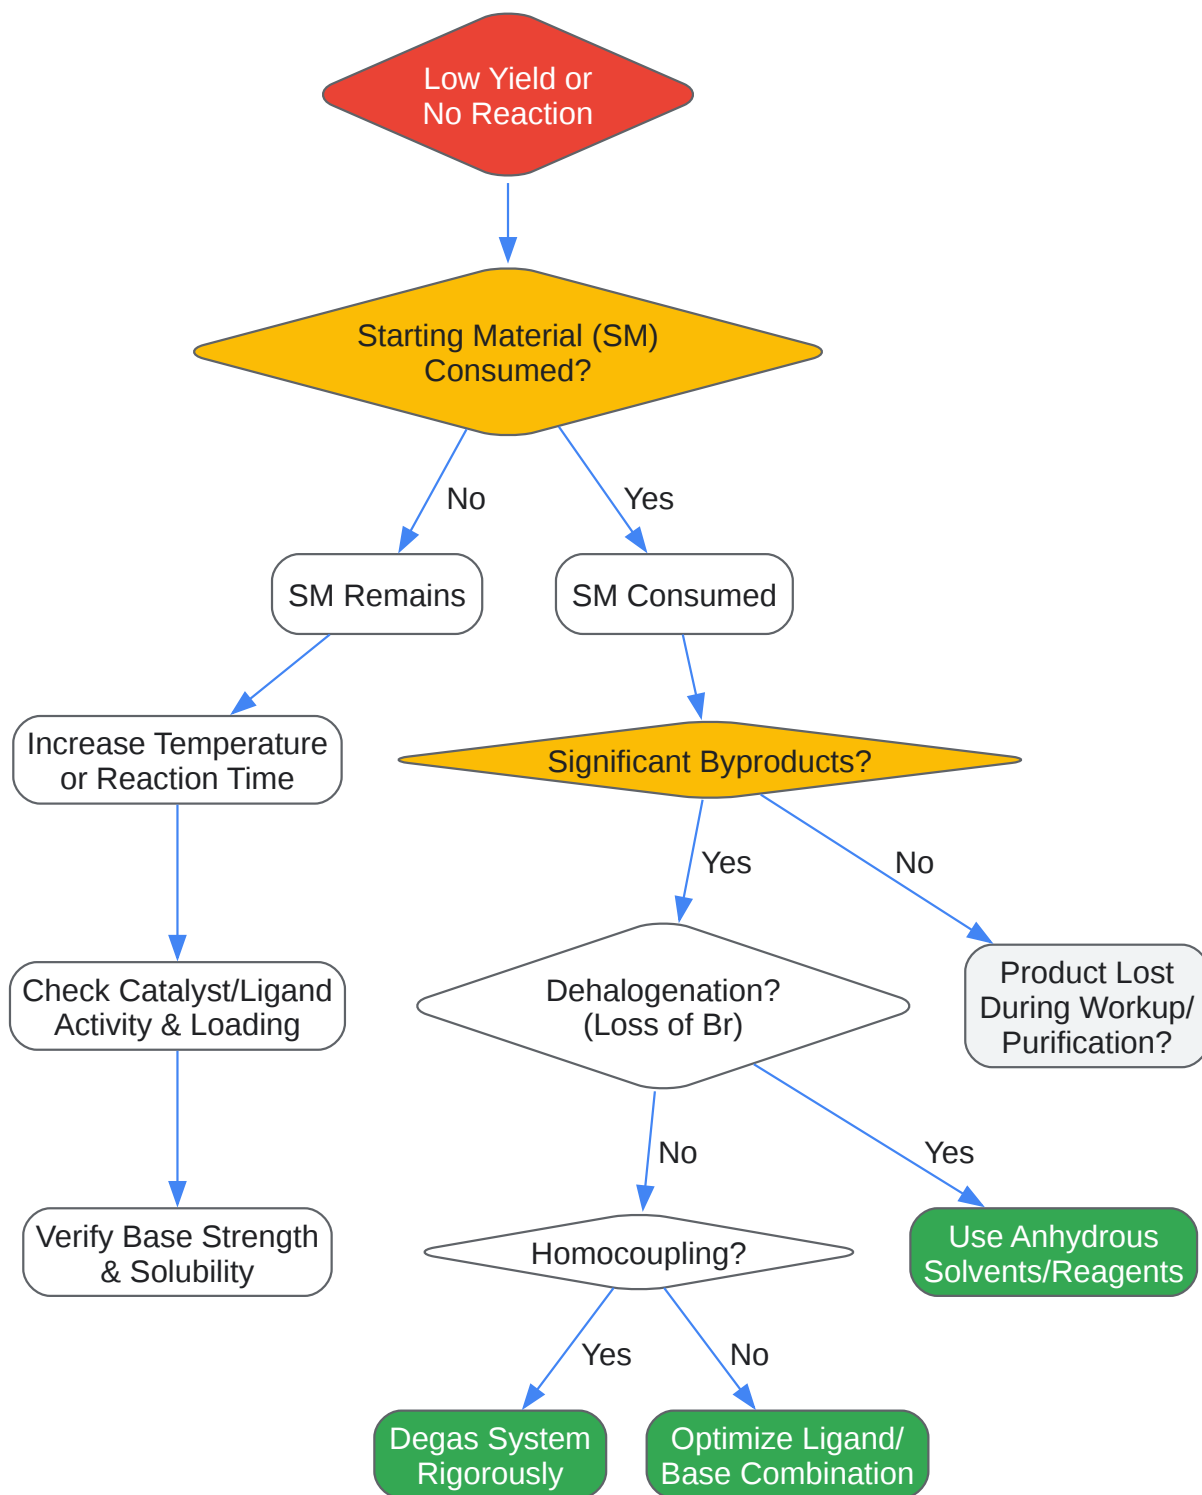 Low Yield or
No Reaction
Starting Material (SM)
Consumed?
No
Yes
SM Remains
SM Consumed
Increase Temperature
or Reaction Time
Significant Byproducts?
Yes
No
Check Catalyst/Ligand
Activity & Loading
Dehalogenation?
(Loss of Br)
Product Lost
During Workup/
Purification?
No
Yes
Verify Base Strength
& Solubility
Homocoupling?
Use Anhydrous
Solvents/Reagents
Yes
No
Degas System
Rigorously
Optimize Ligand/
Base Combination